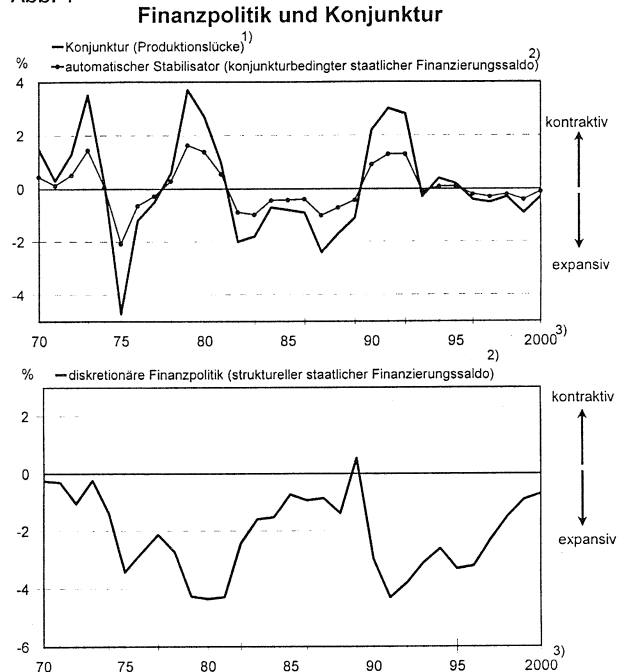 Abb. 1
Finanzpolitik und Konjunktur
Konjunktur (Produktionslücke) 1)
% automatischer Stabilisator (konjunkturbedingter staatlicher Finanzierungssaldo) 2)
4
kontraktiv
2
0
-2
expansiv
-4
70 75 80 85 90 95 2000 3)
% diskretionäre Finanzpolitik (struktureller staatlicher Finanzierungssaldo) 2)
kontraktiv
2
0
-2
expansiv
-4
-6
70 75 80 85 90 95 2000 3)